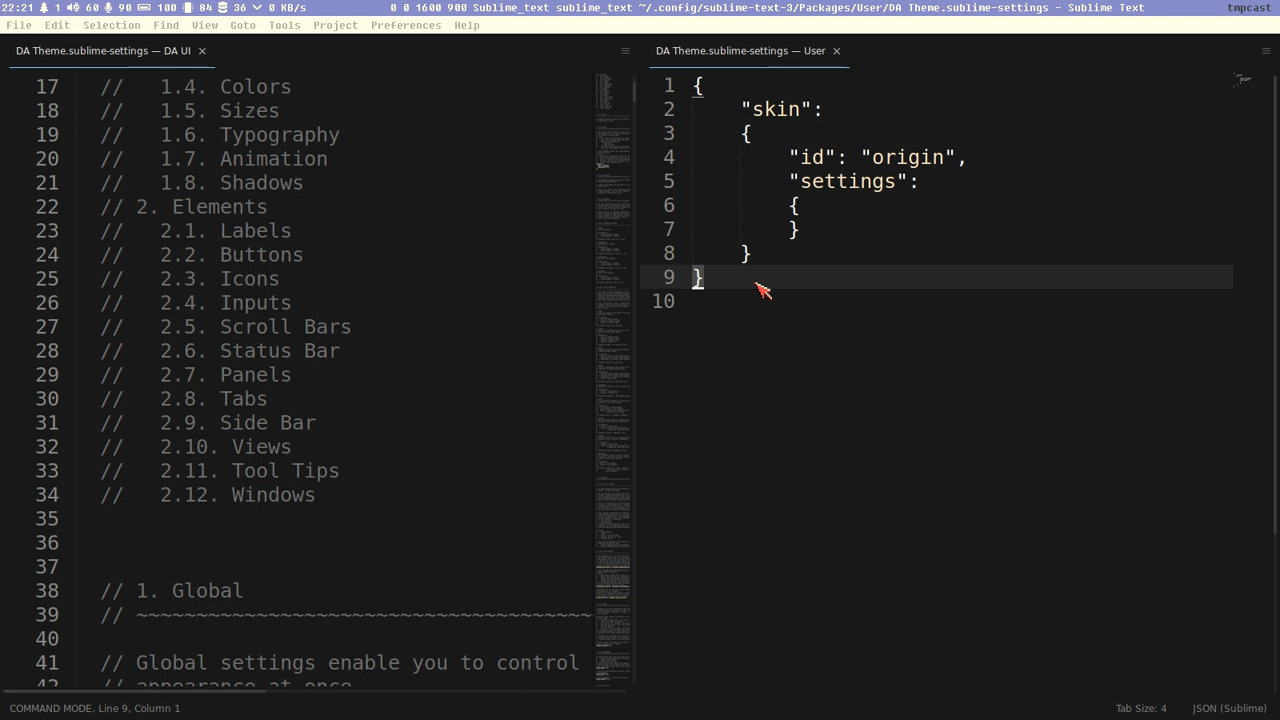 22:21 1 60 90 100 84 36 0 KB/s
0 0 1600 900 Sublime_text sublime_text ~/.config/sublime-text-3/Packages/User/DA Theme.sublime-settings - Sublime Text
tmpcast
File Edit Selection Find View Goto Tools Project Preferences Help
DA Theme.sublime-settings — DA UI ×
17 // 1.4. Colors
18 // 1.5. Sizes
19 // 1.6. Typography
20 // 1.7. Animation
21 // 1.8. Shadows
22 // 2. Elements
23 // 2.1. Labels
24 // 2.2. Buttons
25 // 2.3. Icons
26 // 2.4. Inputs
27 // 2.5. Scroll Bars
28 // 2.6. Status Bar
29 // 2.7. Panels
30 // 2.8. Tabs
31 // 2.9. Side Bar
32 // 2.10. Views
33 // 2.11. Tool Tips
34 // 2.12. Windows
35
36
37
38 // 1. Global
39 // ~~~~~~~~~~~~~~~~~~~~~~~~~~~~~~~~~~~~~~
40
41 // Global settings enable you to control
42 // appearance at one
DA Theme.sublime-settings — User ×
1 {
2 "skin":
3 {
4 "id": "origin",
5 "settings":
6 {
7 }
8 }
9 }
10
COMMAND MODE, Line 9, Column 1
Tab Size: 4
JSON (Sublime)